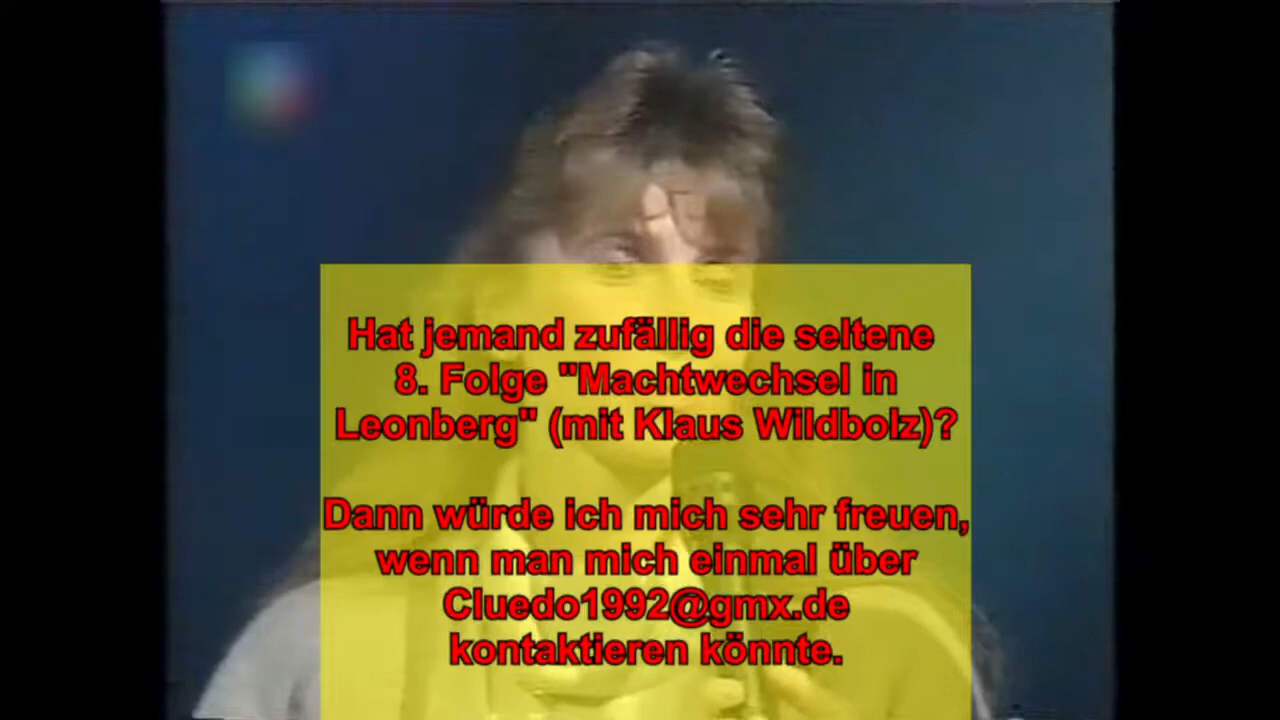 Hat jemand zufällig die seltene
8. Folge "Machtwechsel in
Leonberg" (mit Klaus Wildbolz)?
Dann würde ich mich sehr freuen,
wenn man mich einmal über
Cluedo1992@gmx.de
kontaktieren könnte.